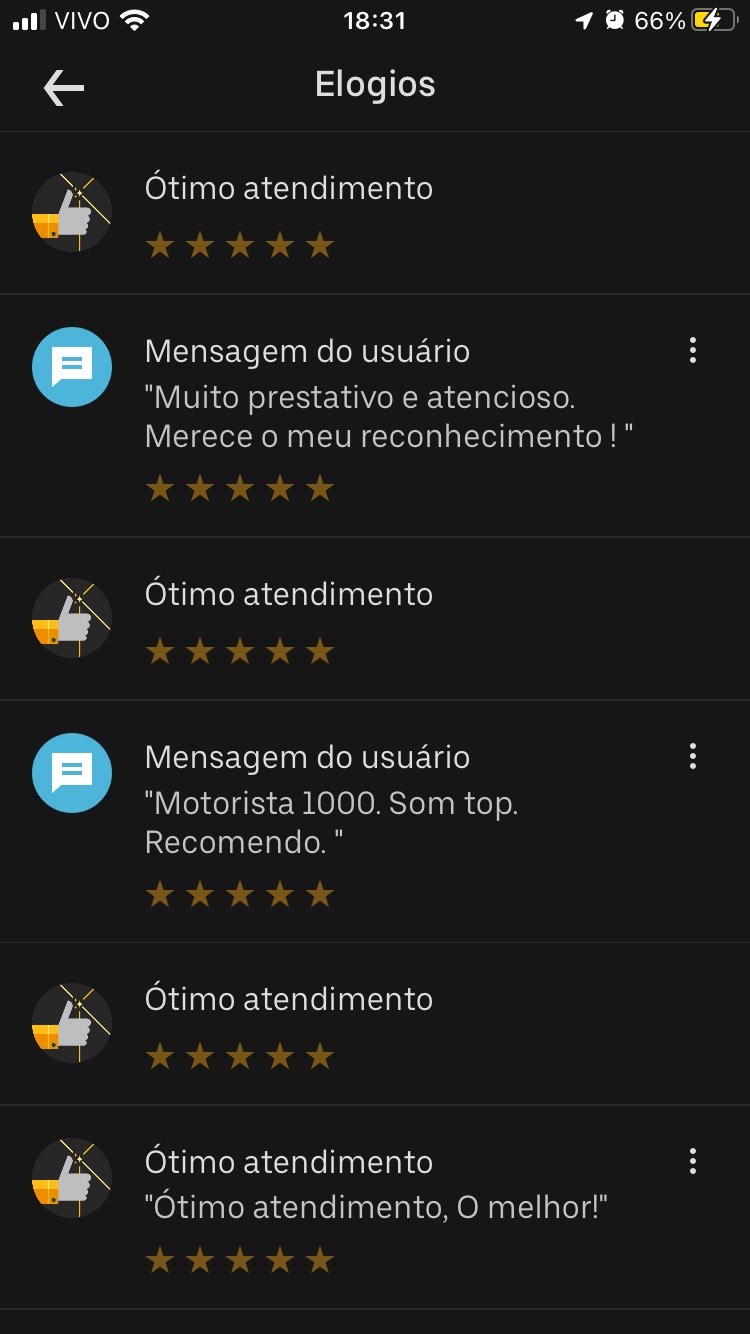 VIVO 18:31 66%
Elogios
Ótimo atendimento
Mensagem do usuário
"Muito prestativo e atencioso.
Merece o meu reconhecimento ! "
Ótimo atendimento
Mensagem do usuário
"Motorista 1000. Som top.
Recomendo. "
Ótimo atendimento
Ótimo atendimento
"Ótimo atendimento, O melhor!"